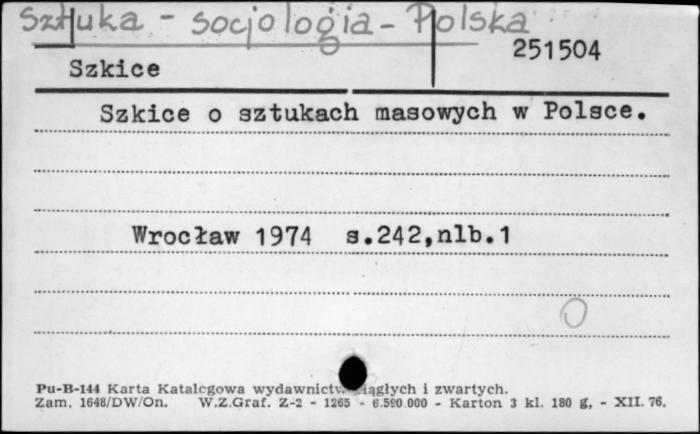 Sztuka - socjologia - Polska
251504
Szkice
Szkice o sztukach masowych w Polsce.
Wrocław 1974 s.242,nlb.1
O
Pu-B-144 Karta Katalogowa wydawnictw ciągłych i zwartych.
Zam. 1648/DW/On. W.Z.Graf. Z-2 - 1265 - 6.590.000 - Karton 3 kl. 180 g, - XII. 76.